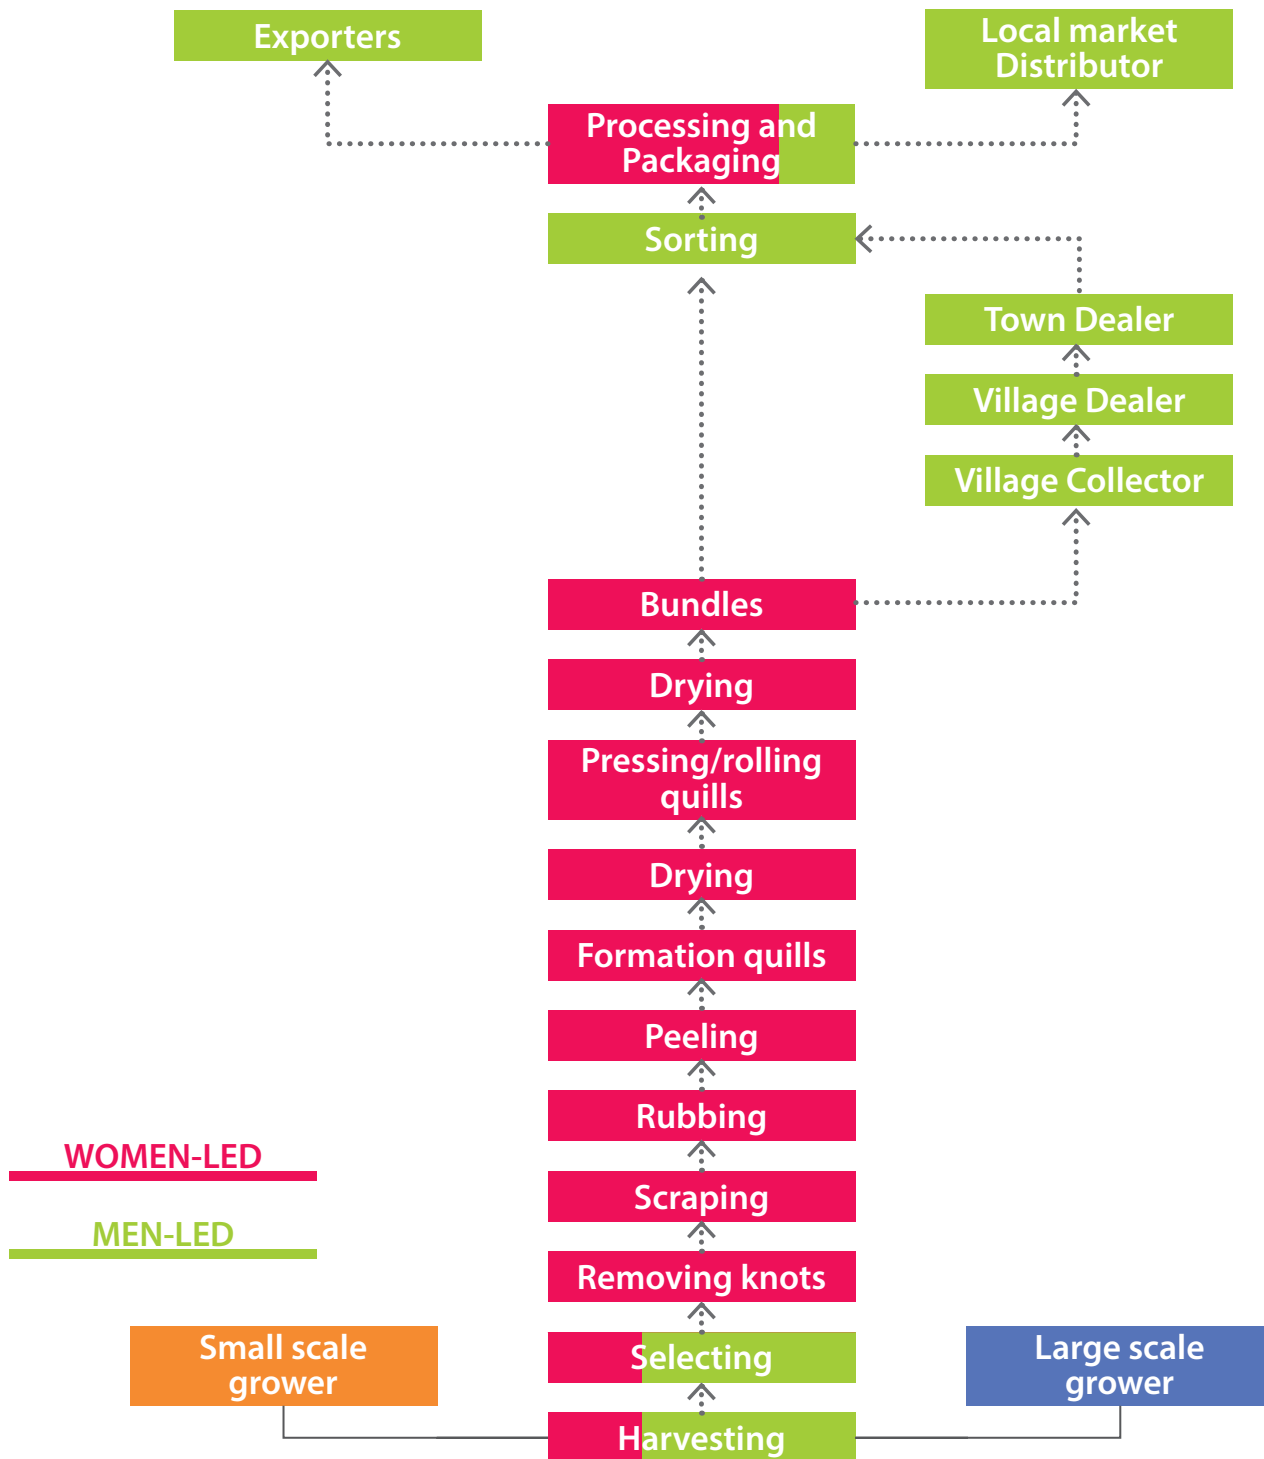 Exporters
Local market
Distributor
Processing and
Packaging
Sorting
Town Dealer
Village Dealer
Village Collector
Bundles
Drying
Pressing/rolling
quills
Drying
Formation quills
Peeling
Rubbing
Scraping
Removing knots
Selecting
Harvesting
WOMEN-LED
MEN-LED
Small scale
grower
Large scale
grower